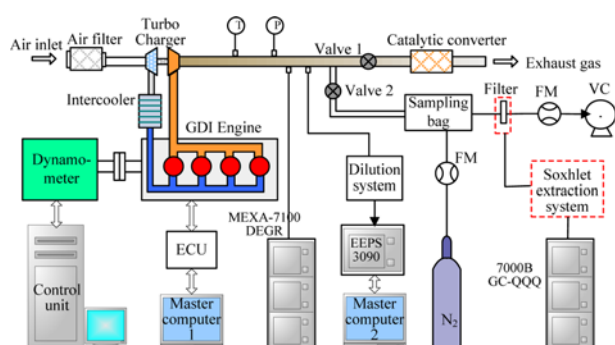 Turbo
Charger
T
P
Air inlet
Air filter
Valve 1
Catalytic converter
Exhaust gas
Valve 2
Intercooler
Sampling
bag
Filter
FM
VC
GDI Engine
Dynamo-
meter
Dilution
system
FM
Soxhlet
extraction
system
MEXA-7100
DEGR
ECU
EEPS
3090
7000B
GC-QQQ
Control
unit
Master
computer
1
Master
computer
2
N₂